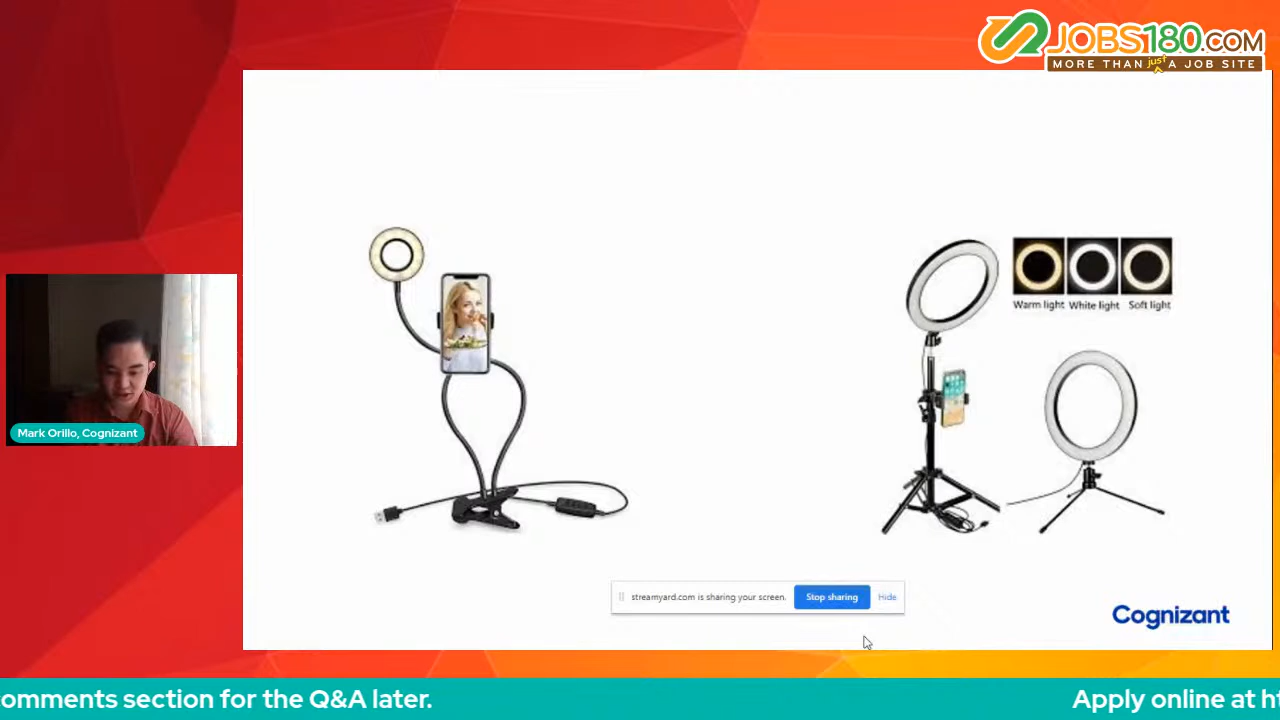 JOBS180.COM
MORE THAN just A JOB SITE
Warm light White light Soft light
Mark Orillo, Cognizant
streamyard.com is sharing your screen. Stop sharing Hide
Cognizant
omments section for the Q&A later. Apply online at ht